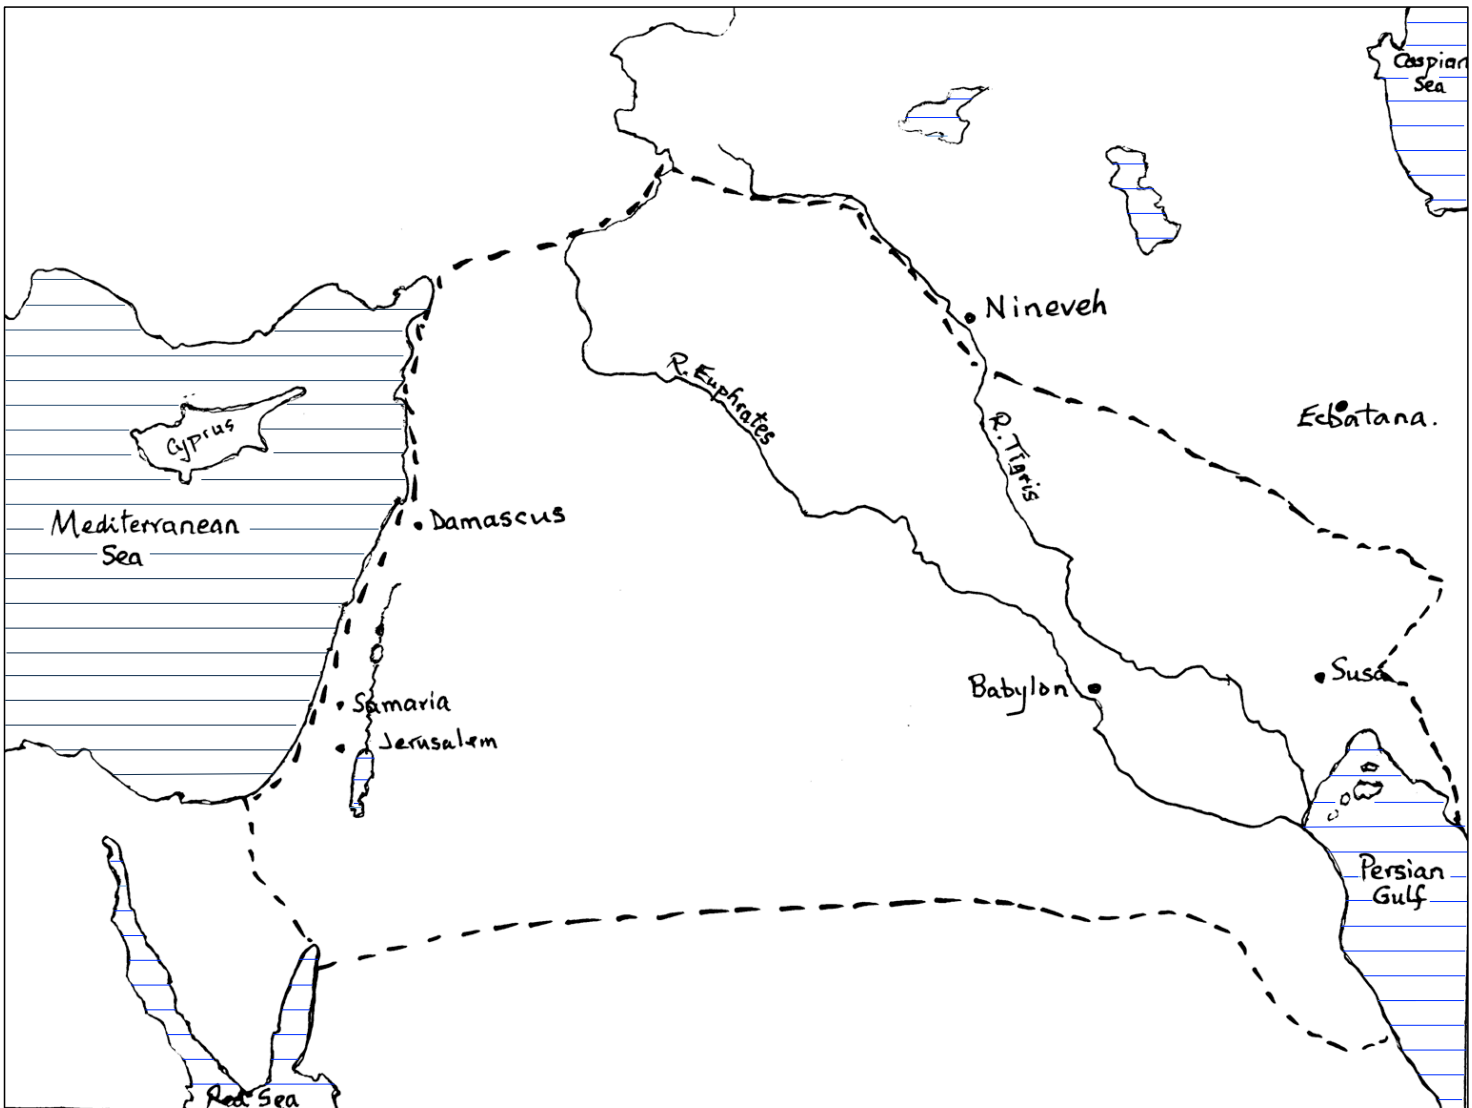 Caspian
Sea
Nineveh
R. Euphrates
Ecbatana.
Cyprus
R. Tigris
Mediterranean
Sea
Damascus
Susa
Babylon
Samaria
Jerusalem
Persian
Gulf
Red Sea